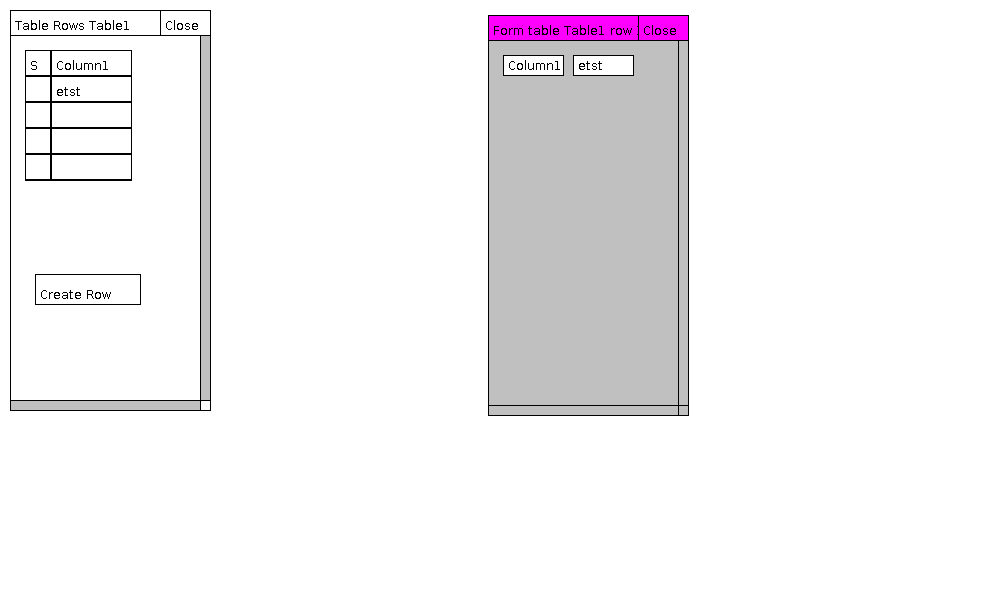 Table Rows Table1 Close
S Column1
etst
Create Row
Form table Table1 row Close
Column1 etst